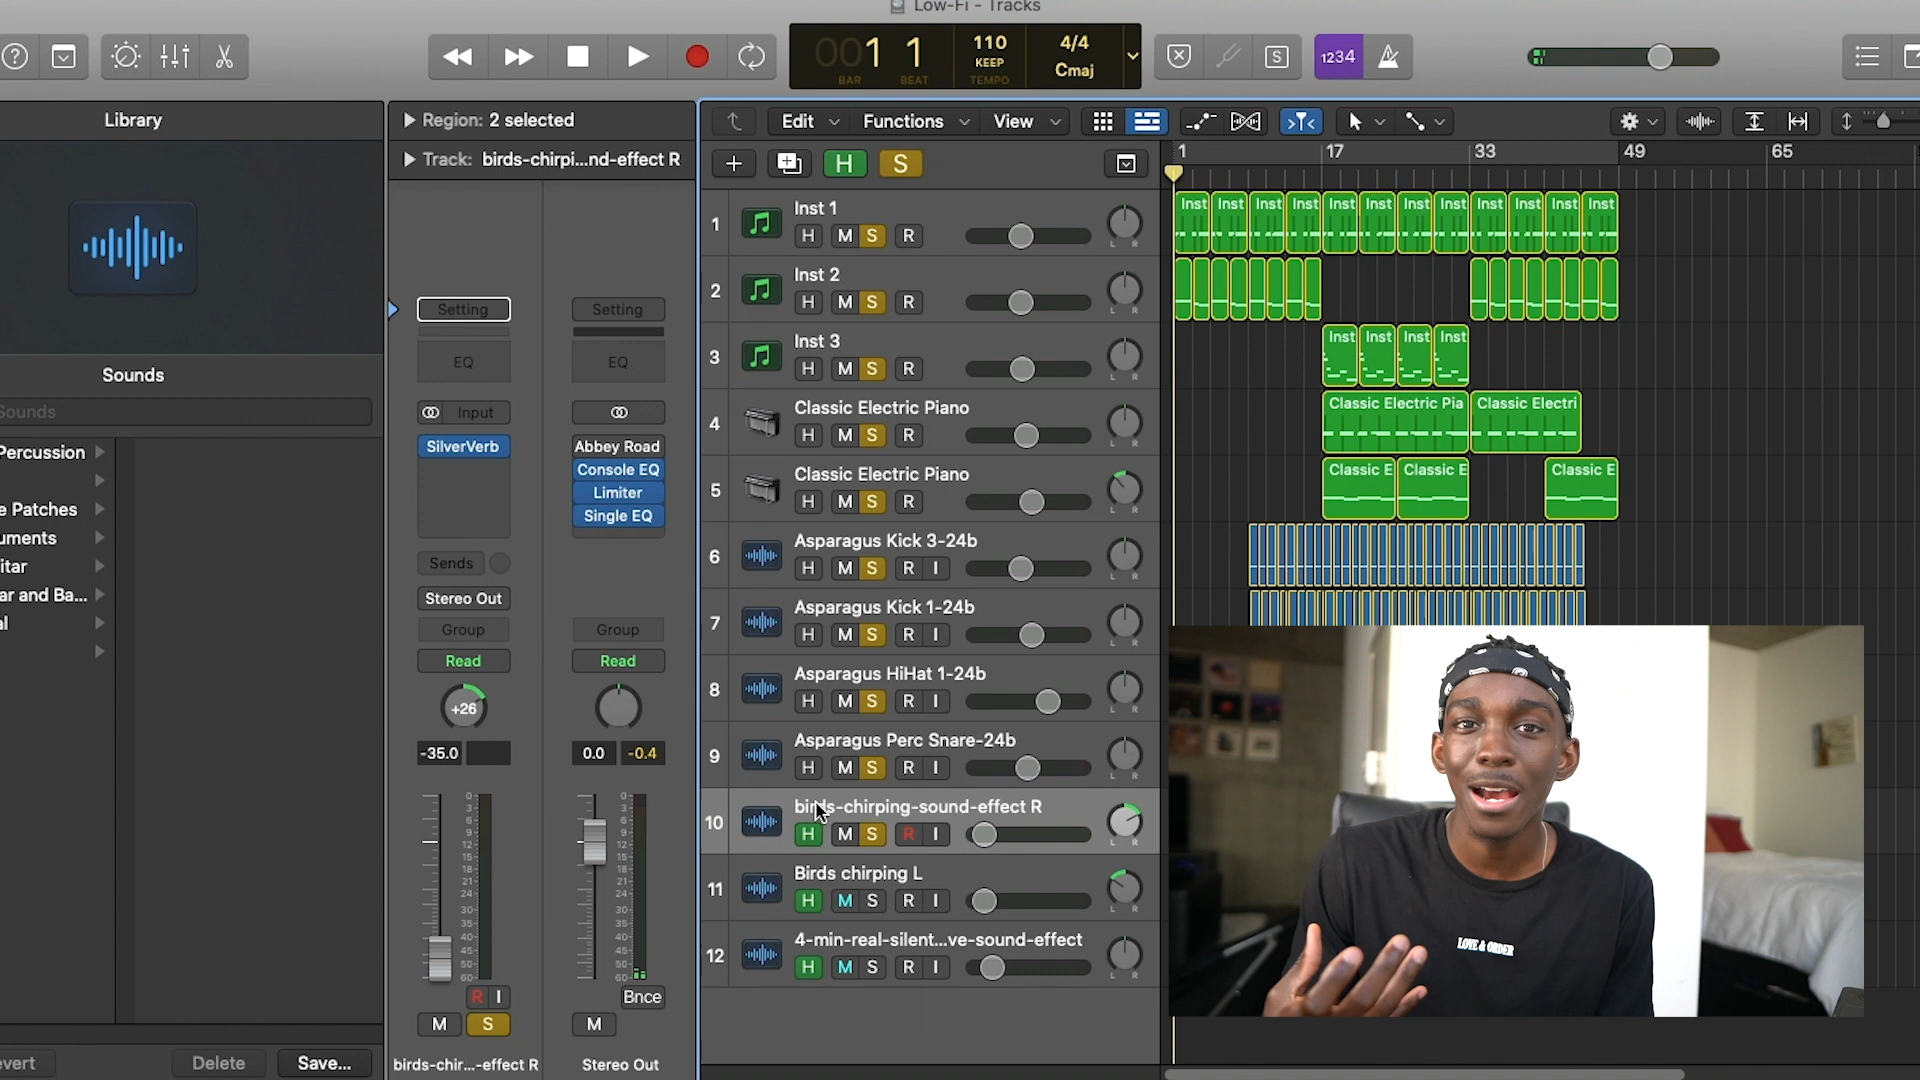 Low-Fi - Tracks
001 1
BAR BEAT
110
KEEP
TEMPO
4/4
Cmaj
S
1234
Library
Sounds
Sounds
Percussion
e Patches
uments
itar
ar and Ba...
al
evert
Delete
Save...
Region: 2 selected
Track: birds-chirpi...nd-effect R
Setting
Setting
EQ
EQ
Input
SilverVerb
Abbey Road
Console EQ
Limiter
Single EQ
Sends
Stereo Out
Group
Group
Read
Read
+26
-35.0
0.0 -0.4
R I
Bnce
M S
M
birds-chir...-effect R
Stereo Out
Edit Functions View
H S
1 17 33 49 65
1 Inst 1
H M S R
L R
2 Inst 2
H M S R
L R
3 Inst 3
H M S R
L R
4 Classic Electric Piano
H M S R
L R
5 Classic Electric Piano
H M S R
L R
6 Asparagus Kick 3-24b
H M S R I
L R
7 Asparagus Kick 1-24b
H M S R I
L R
8 Asparagus HiHat 1-24b
H M S R I
L R
9 Asparagus Perc Snare-24b
H M S R I
L R
10 birds-chirping-sound-effect R
H M S R I
L R
11 Birds chirping L
H M S R I
L R
12 4-min-real-silent...ve-sound-effect
H M S R I
L R
Inst Inst Inst Inst Inst Inst Inst Inst Inst Inst Inst Inst
Inst Inst Inst Inst
Classic Electric Pia Classic Electri
Classic E Classic E Classic E
LOVE & ORDER